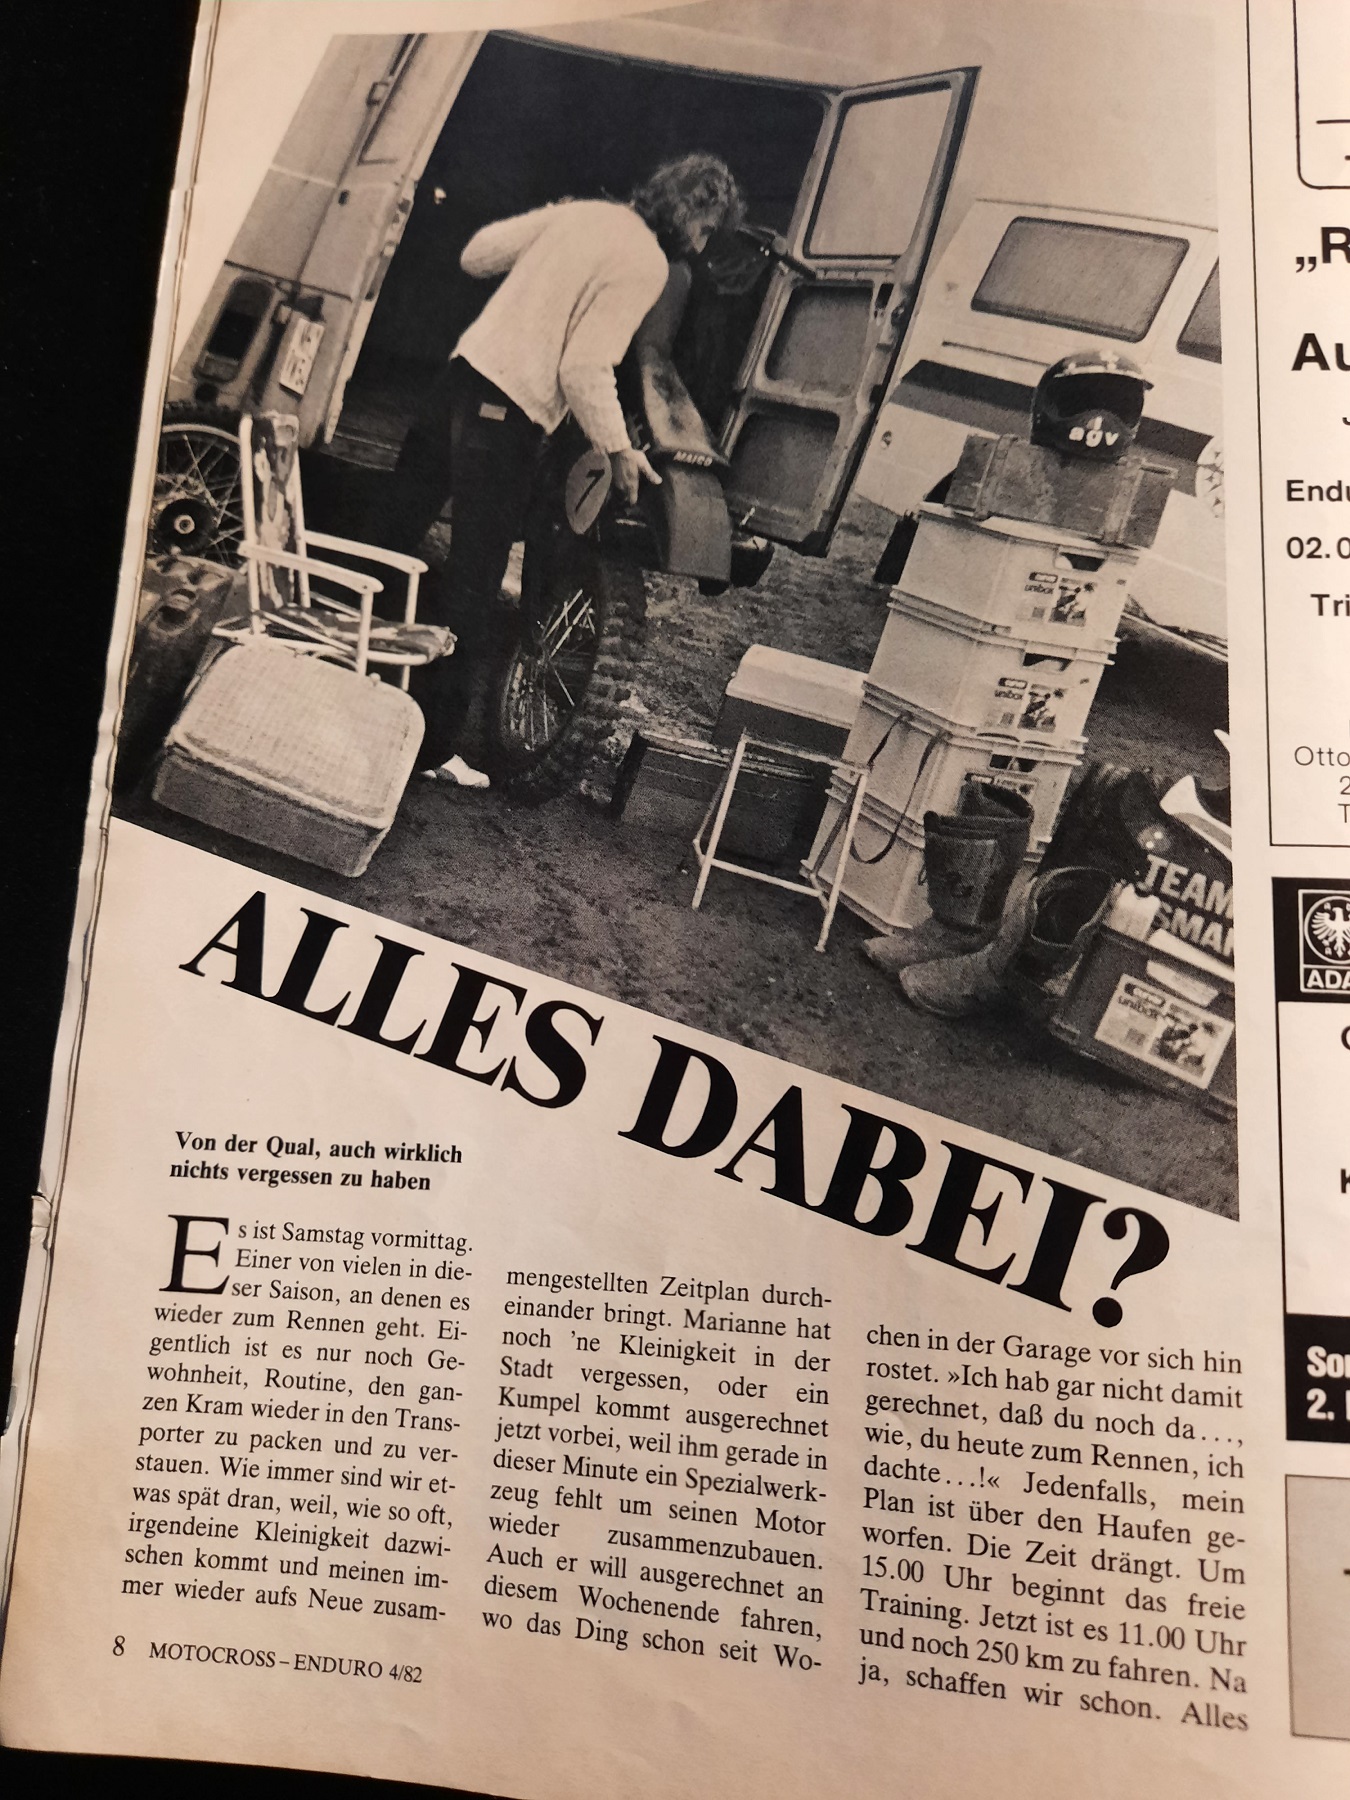 MAICO
7
agv
unibox
unibox
TEAM
unibox
ALLES DABEI?
Von der Qual, auch wirklich
nichts vergessen zu haben
Es ist Samstag vormittag.
Einer von vielen in die-
ser Saison, an denen es
wieder zum Rennen geht. Ei-
gentlich ist es nur noch Ge-
wohnheit, Routine, den gan-
zen Kram wieder in den Trans-
porter zu packen und zu ver-
stauen. Wie immer sind wir et-
was spät dran, weil, wie so oft,
irgendeine Kleinigkeit dazwi-
schen kommt und meinen im-
mer wieder aufs Neue zusam-
mengestellten Zeitplan durch-
einander bringt. Marianne hat
noch 'ne Kleinigkeit in der
Stadt vergessen, oder ein
Kumpel kommt ausgerechnet
jetzt vorbei, weil ihm gerade in
dieser Minute ein Spezialwerk-
zeug fehlt um seinen Motor
wieder zusammenzubauen.
Auch er will ausgerechnet an
diesem Wochenende fahren,
wo das Ding schon seit Wo-
chen in der Garage vor sich hin
rostet. »Ich hab gar nicht damit
gerechnet, daß du noch da...,
wie, du heute zum Rennen, ich
dachte...!« Jedenfalls, mein
Plan ist über den Haufen ge-
worfen. Die Zeit drängt. Um
15.00 Uhr beginnt das freie
Training. Jetzt ist es 11.00 Uhr
und noch 250 km zu fahren. Na
ja, schaffen wir schon. Alles
8 MOTOCROSS–ENDURO 4/82
„R
Au
Endu
02.0
Tri
Otto
2
T
ADA
K
So
2.